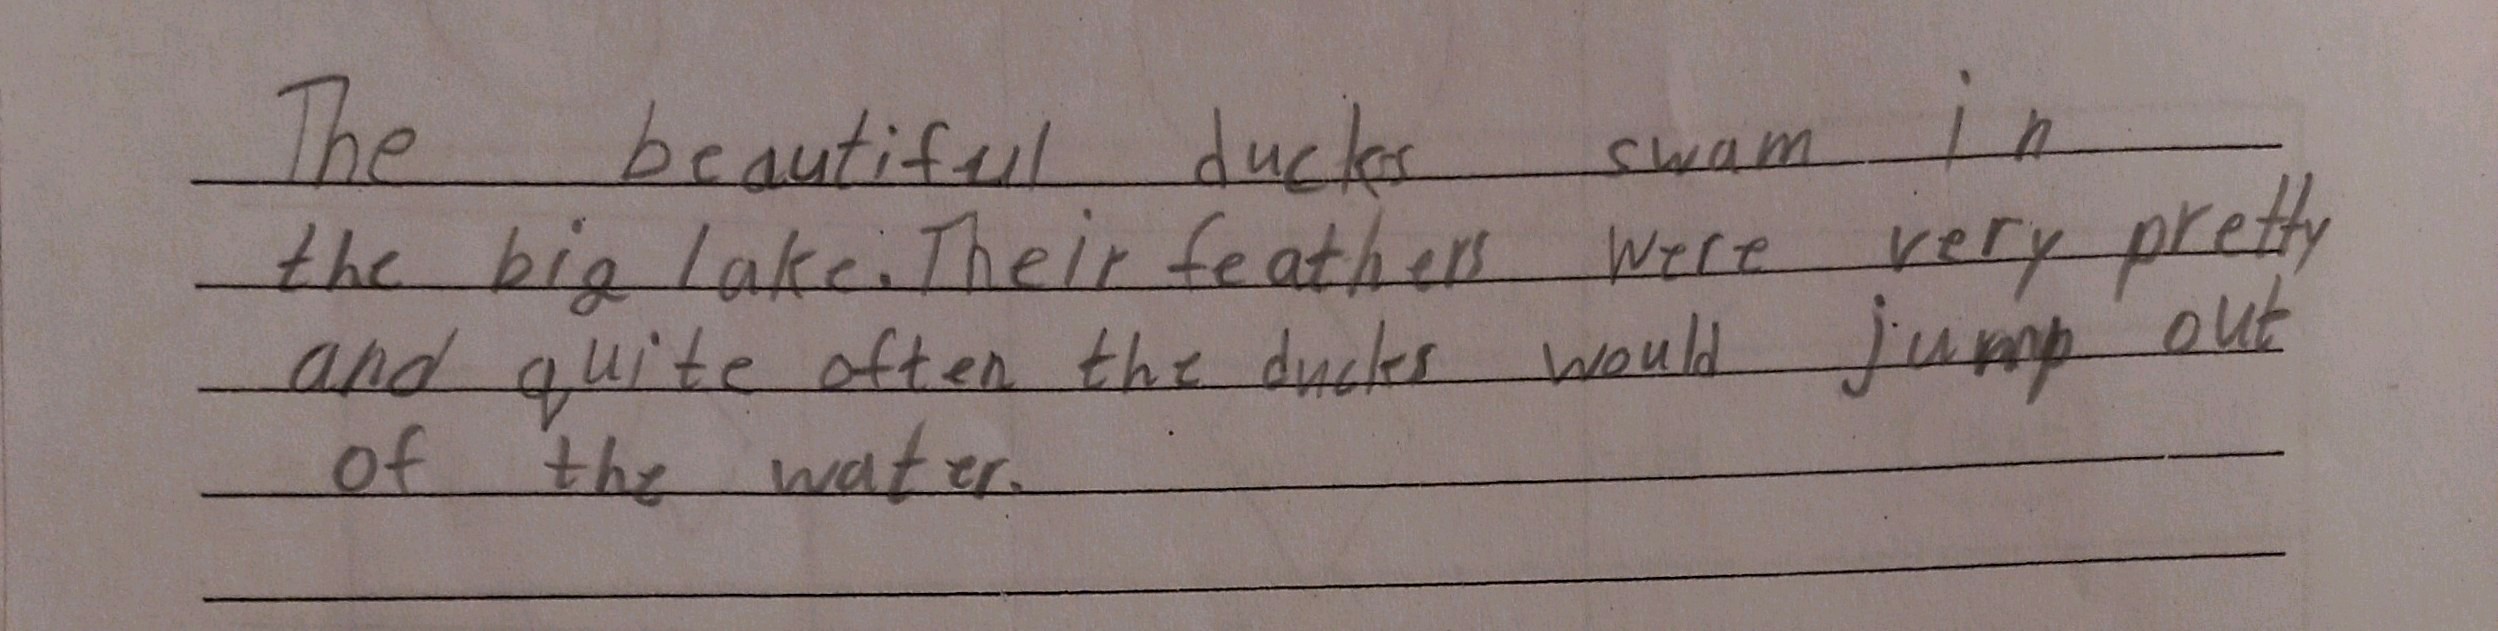 The beautiful ducks swam in
the big lake. Their feathers were very pretty
and quite often the ducks would jump out
of the water.